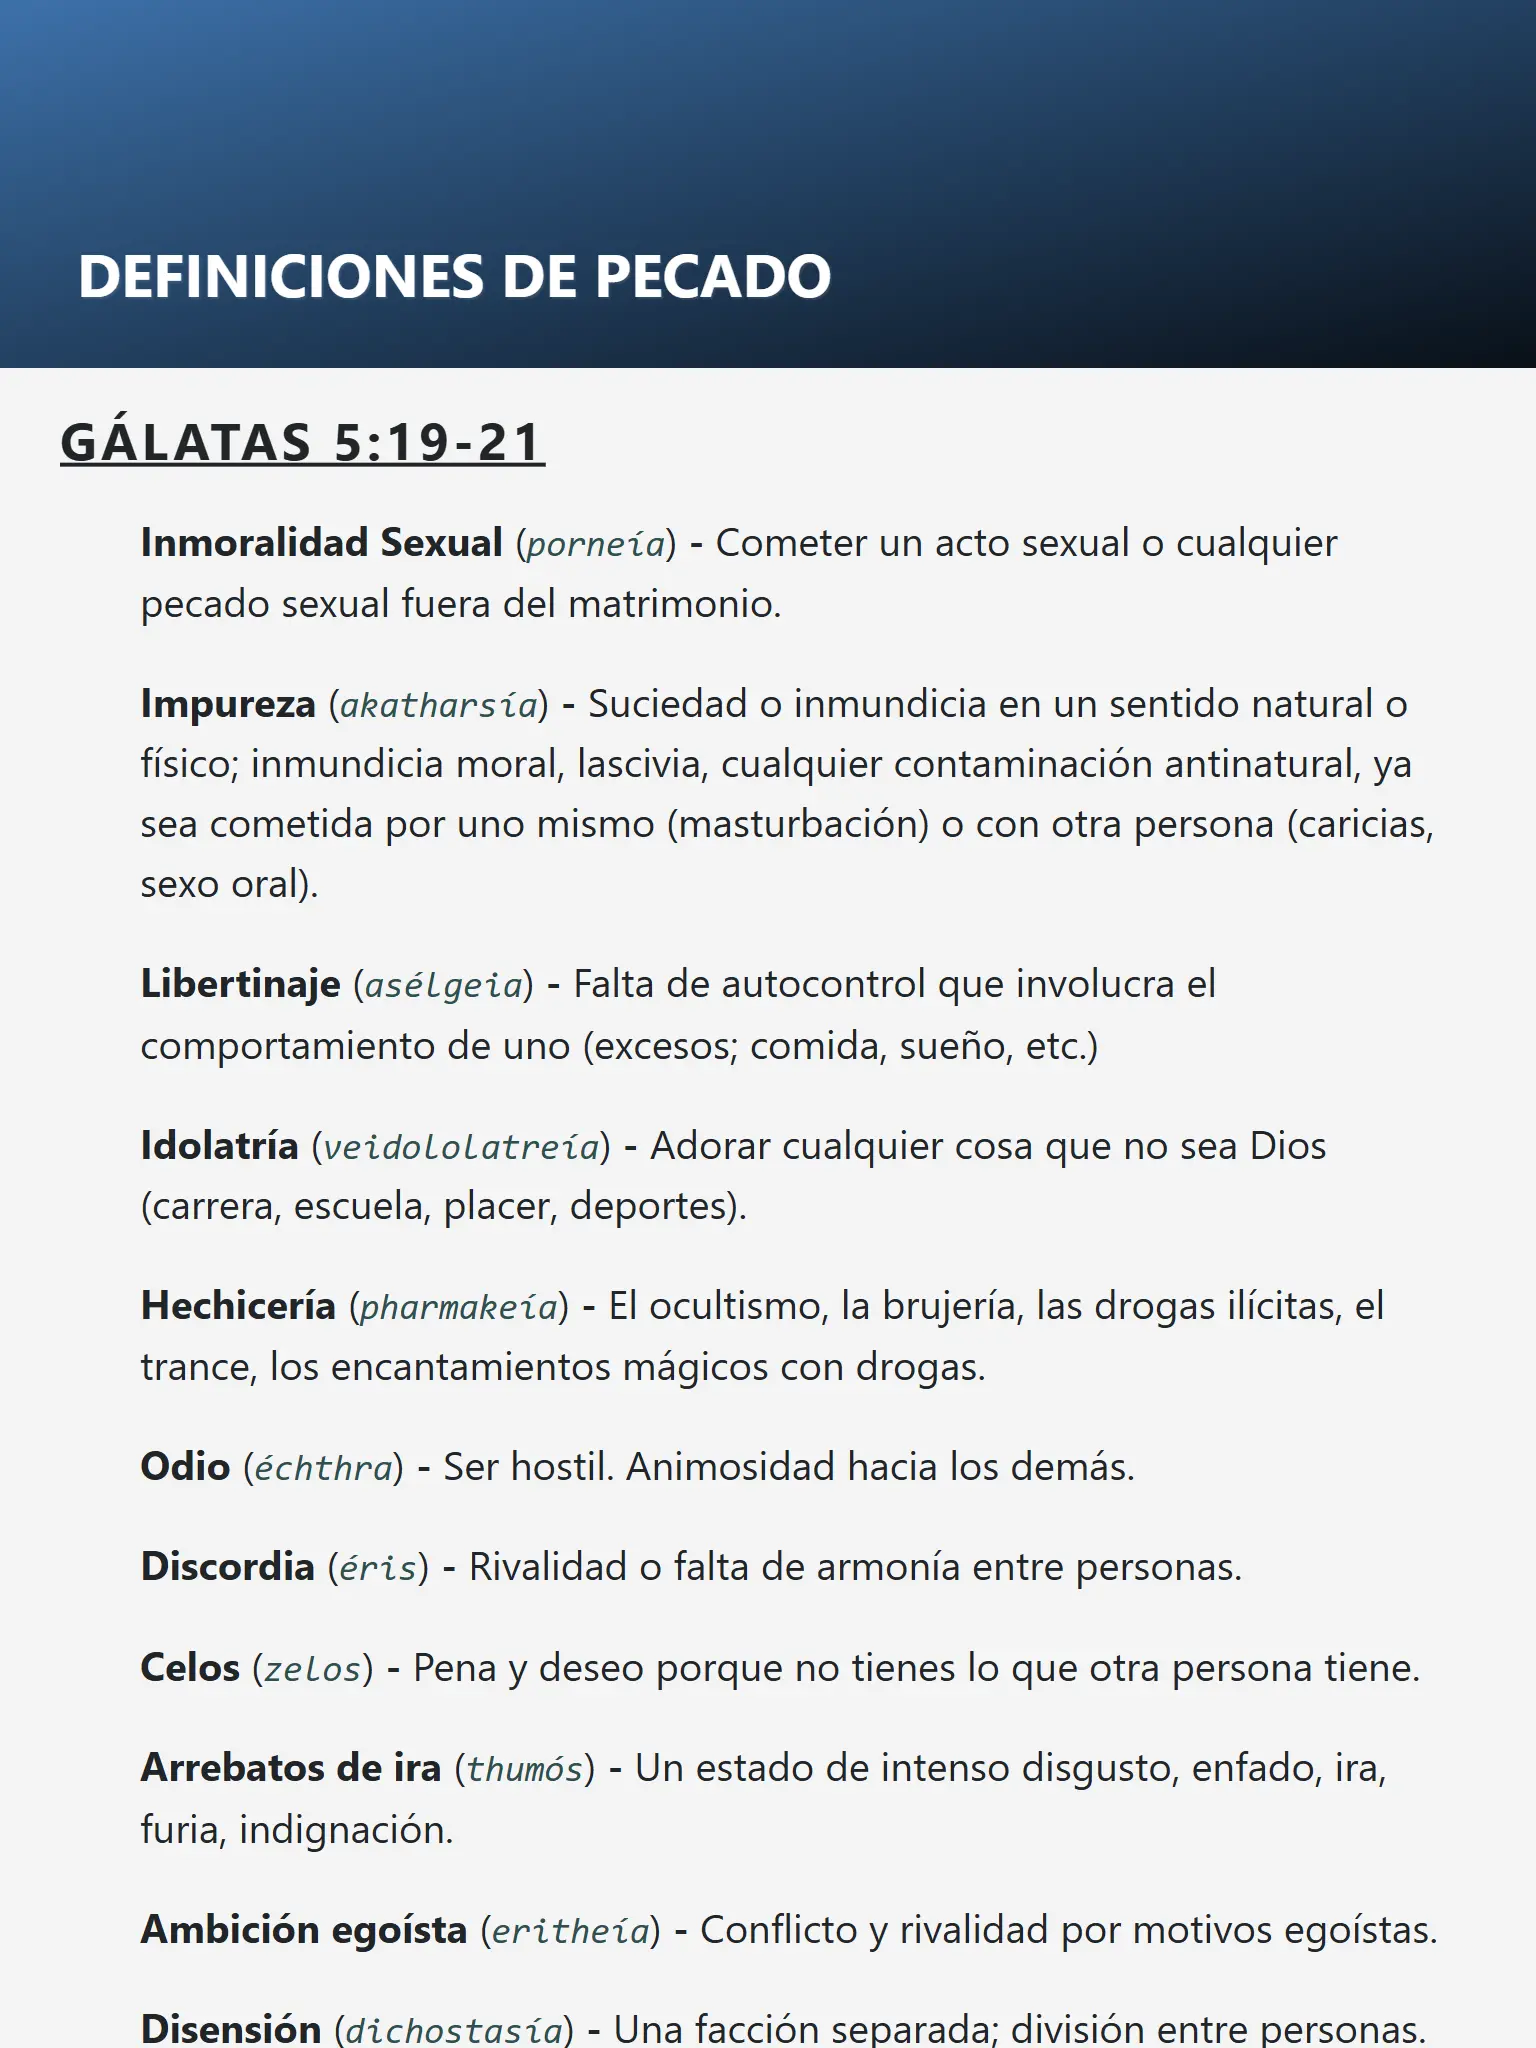 DEFINICIONES DE PECADO
GÁLATAS 5:19-21
Inmoralidad Sexual (porneía) - Cometer un acto sexual o cualquier
pecado sexual fuera del matrimonio.
Impureza (akatharsía) - Suciedad o inmundicia en un sentido natural o
físico; inmundicia moral, lascivia, cualquier contaminación antinatural, ya
sea cometida por uno mismo (masturbación) o con otra persona (caricias,
sexo oral).
Libertinaje (asélgeia) - Falta de autocontrol que involucra el
comportamiento de uno (excesos; comida, sueño, etc.)
Idolatría (veidololatreía) - Adorar cualquier cosa que no sea Dios
(carrera, escuela, placer, deportes).
Hechicería (pharmakeía) - El ocultismo, la brujería, las drogas ilícitas, el
trance, los encantamientos mágicos con drogas.
Odio (échthra) - Ser hostil. Animosidad hacia los demás.
Discordia (éris) - Rivalidad o falta de armonía entre personas.
Celos (zelos) - Pena y deseo porque no tienes lo que otra persona tiene.
Arrebatos de ira (thumós) - Un estado de intenso disgusto, enfado, ira,
furia, indignación.
Ambición egoísta (eritheía) - Conflicto y rivalidad por motivos egoístas.
Disensión (dichostasía) - Una facción separada; división entre personas.